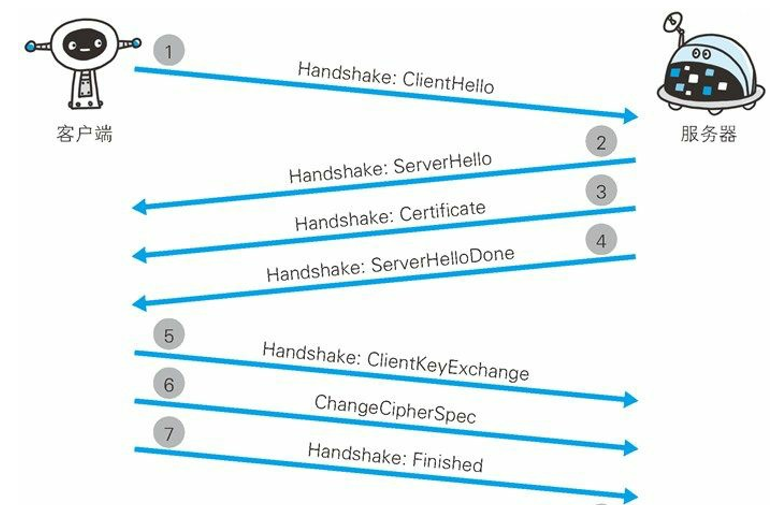 1
Handshake: ClientHello
客户端
服务器
2
Handshake: ServerHello
3
Handshake: Certificate
4
Handshake: ServerHelloDone
5
Handshake: ClientKeyExchange
6
ChangeCipherSpec
7
Handshake: Finished